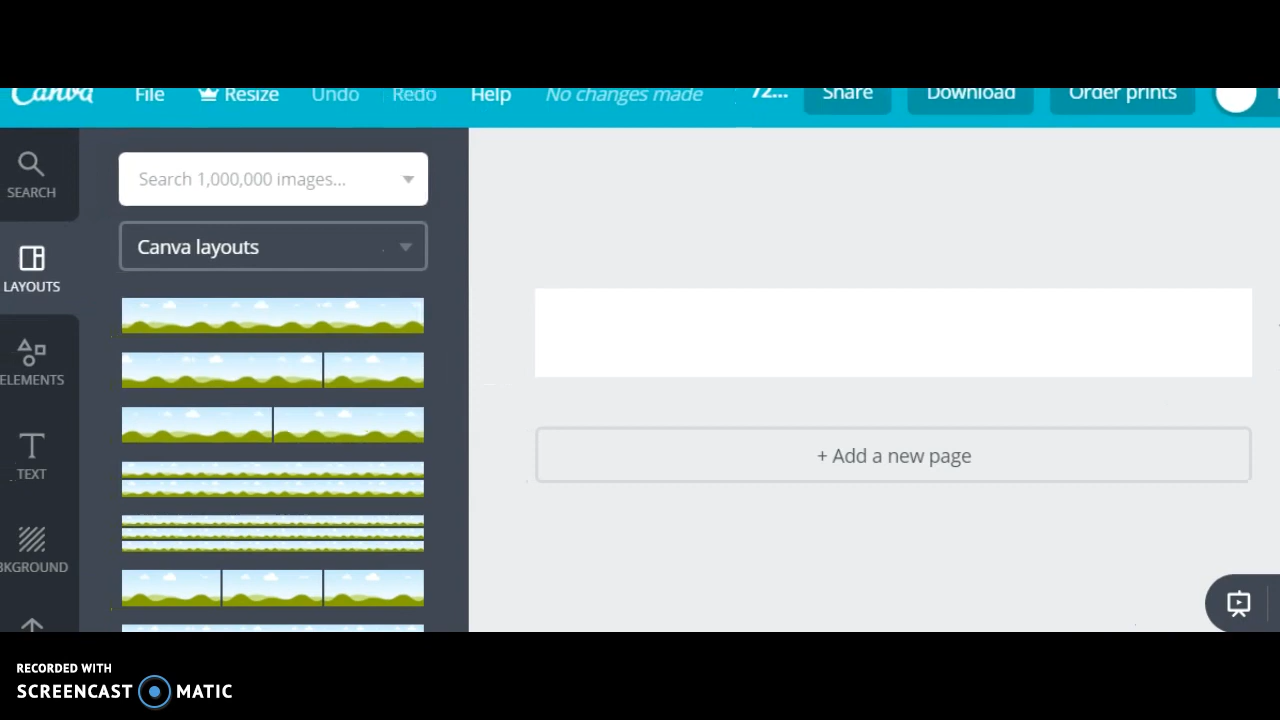 Canva File Resize Undo Redo Help No changes made 72... Share Download Order prints
SEARCH
Search 1,000,000 images...
Canva layouts
LAYOUTS
ELEMENTS
TEXT
BKGROUND
+ Add a new page
RECORDED WITH
SCREENCAST MATIC